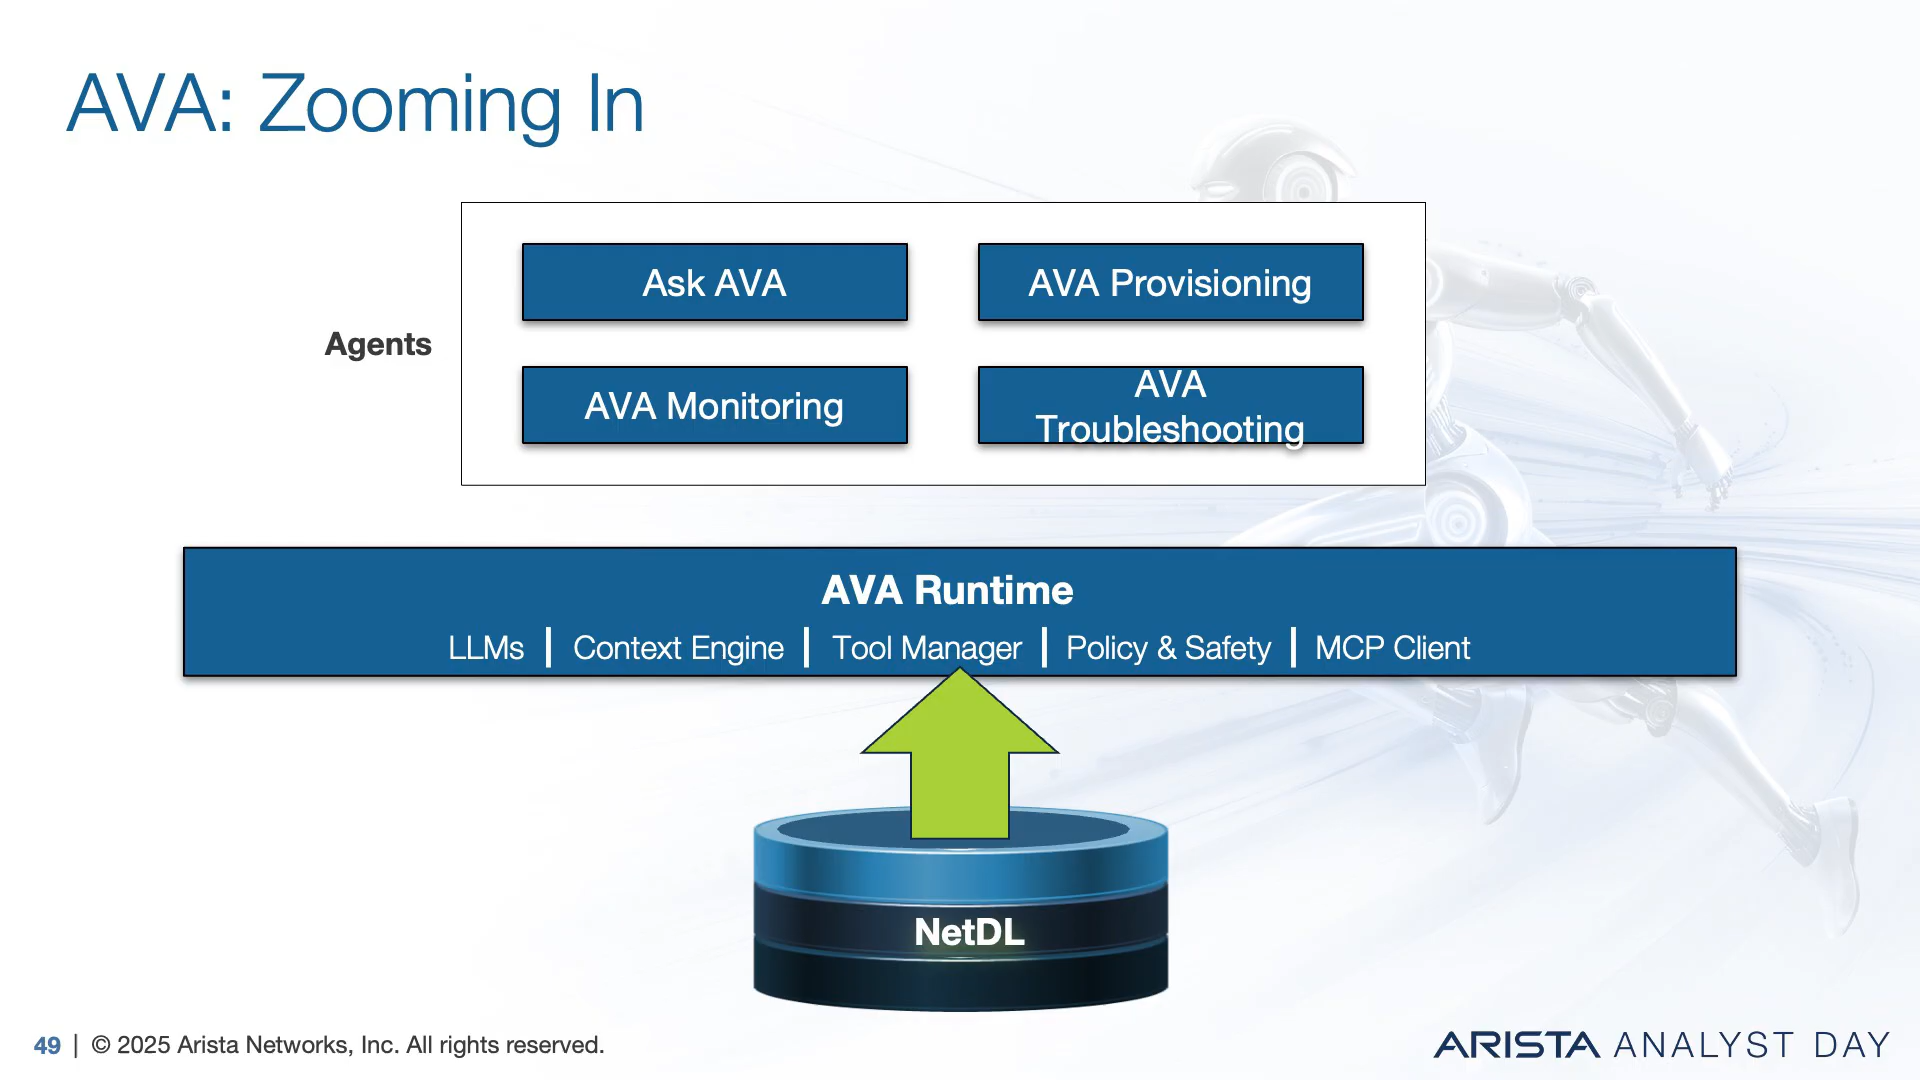 AVA: Zooming In
Agents
Ask AVA
AVA Provisioning
AVA Monitoring
AVA
Troubleshooting
AVA Runtime
LLMs | Context Engine | Tool Manager | Policy & Safety | MCP Client
NetDL
49 | © 2025 Arista Networks, Inc. All rights reserved.
ARISTA ANALYST DAY